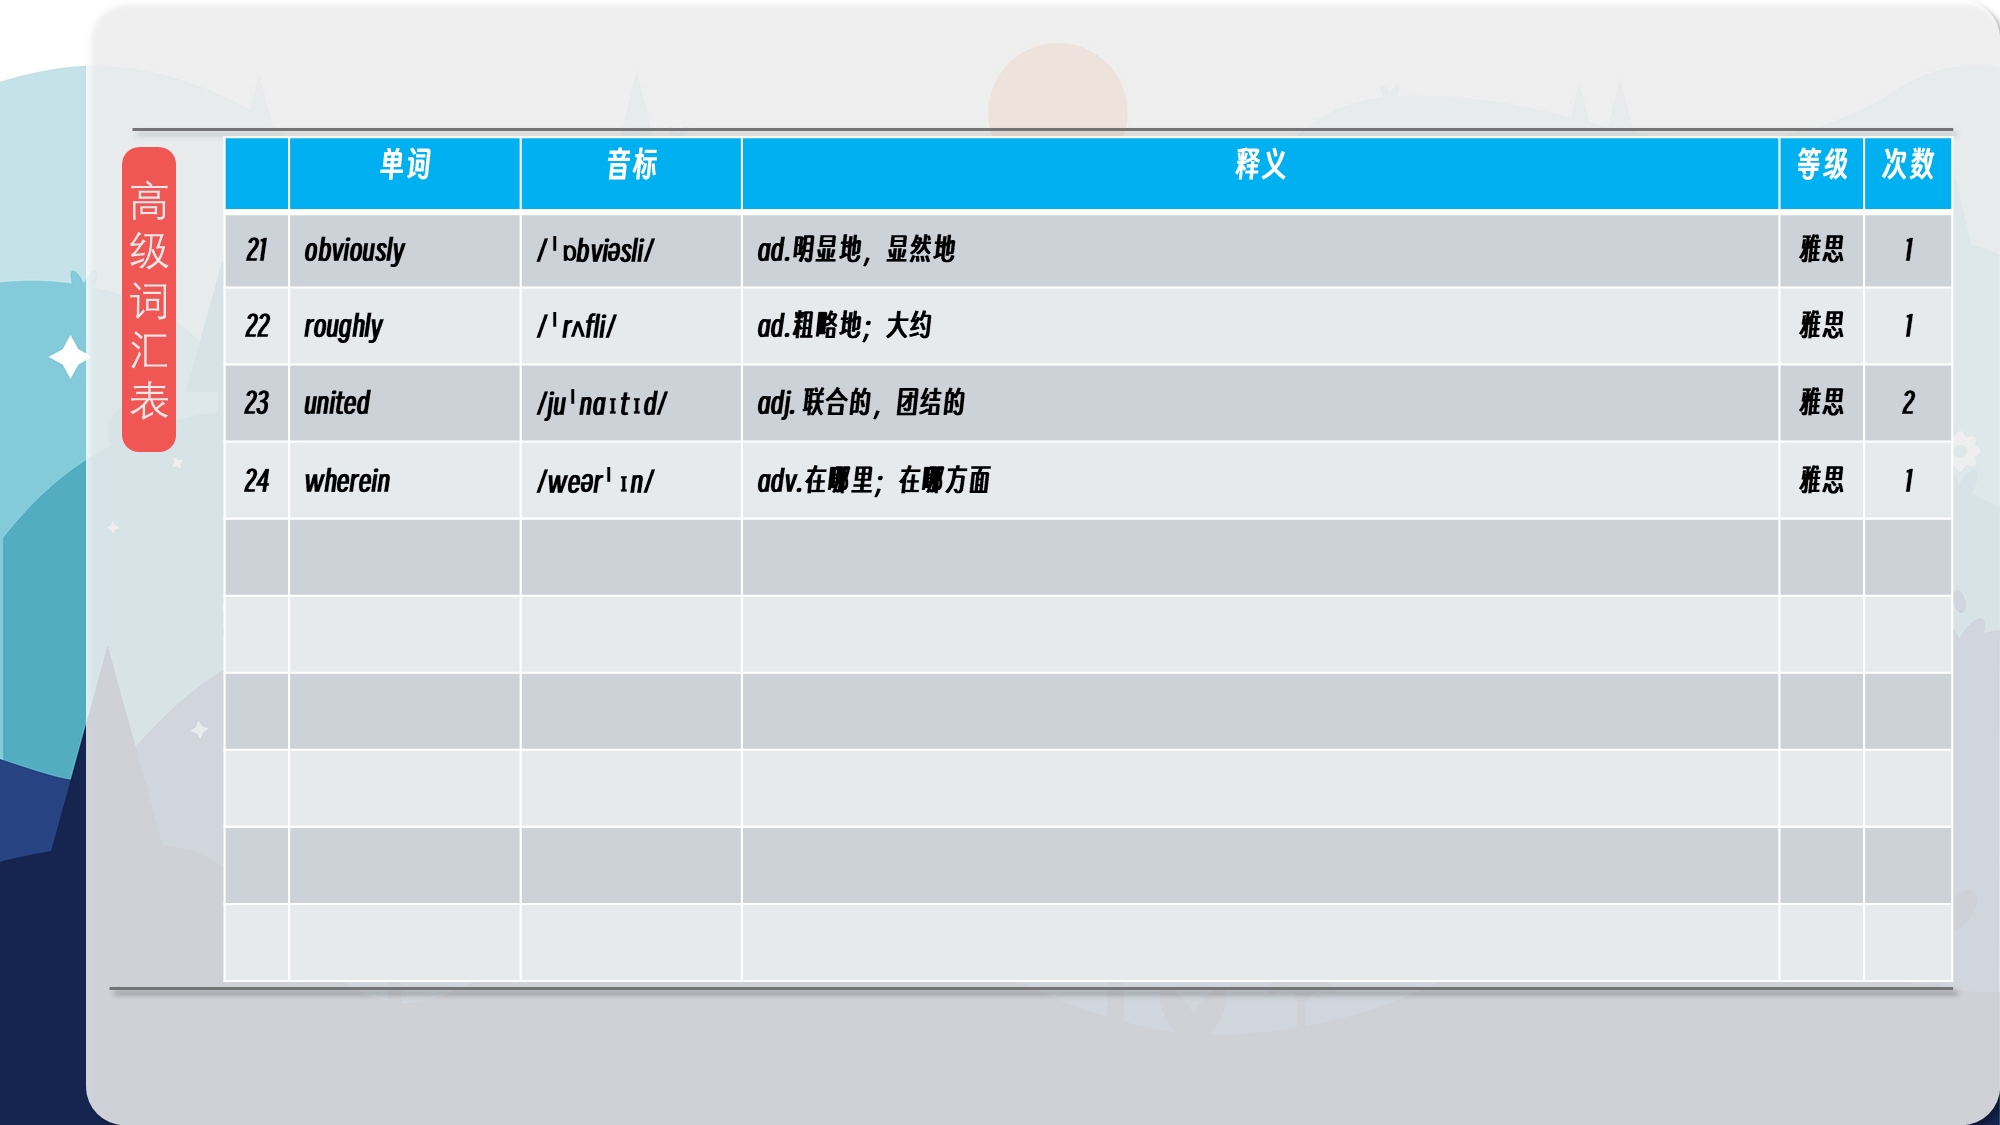 高级词汇表
单词 音标 释义 等级 次数
21 obviously /ˈɒbviəsli/ ad.明显地，显然地 雅思 1
22 roughly /ˈrʌfli/ ad.粗略地；大约 雅思 1
23 united /juˈnaɪtɪd/ adj. 联合的，团结的 雅思 2
24 wherein /weərˈɪn/ adv.在哪里；在哪方面 雅思 1